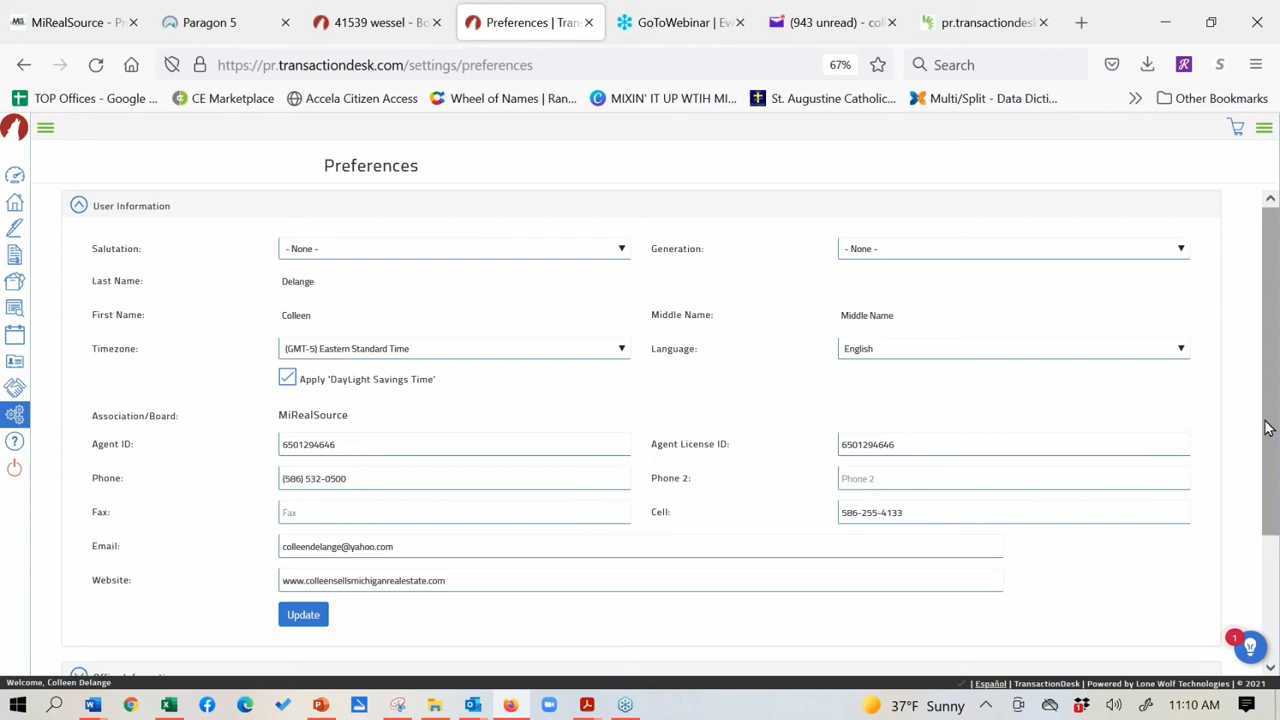 MiRealSource - P
Paragon 5
41539 wessel - Bo
Preferences | Tran
GoToWebinar | Eve
(943 unread) - coll
pr.transactiondes
https://pr.transactiondesk.com/settings/preferences
67%
Search
TOP Offices - Google ...
CE Marketplace
Accela Citizen Access
Wheel of Names | Ran...
MIXIN' IT UP WTIH MI...
St. Augustine Catholic...
Multi/Split - Data Dicti...
Other Bookmarks
Preferences
User Information
Salutation:
- None -
Generation:
- None -
Last Name:
Delange
First Name:
Colleen
Middle Name:
Middle Name
Timezone:
(GMT-5) Eastern Standard Time
Language:
English
Apply 'DayLight Savings Time'
Association/Board:
MiRealSource
Agent ID:
6501294646
Agent License ID:
6501294646
Phone:
(586) 532-0500
Phone 2:
Phone 2
Fax:
Fax
Cell:
586-255-4133
Email:
colleendelange@yahoo.com
Website:
www.colleensellsmichiganrealestate.com
Update
1
Welcome, Colleen Delange
Español | TransactionDesk | Powered by Lone Wolf Technologies | © 2021
37°F Sunny
11:10 AM